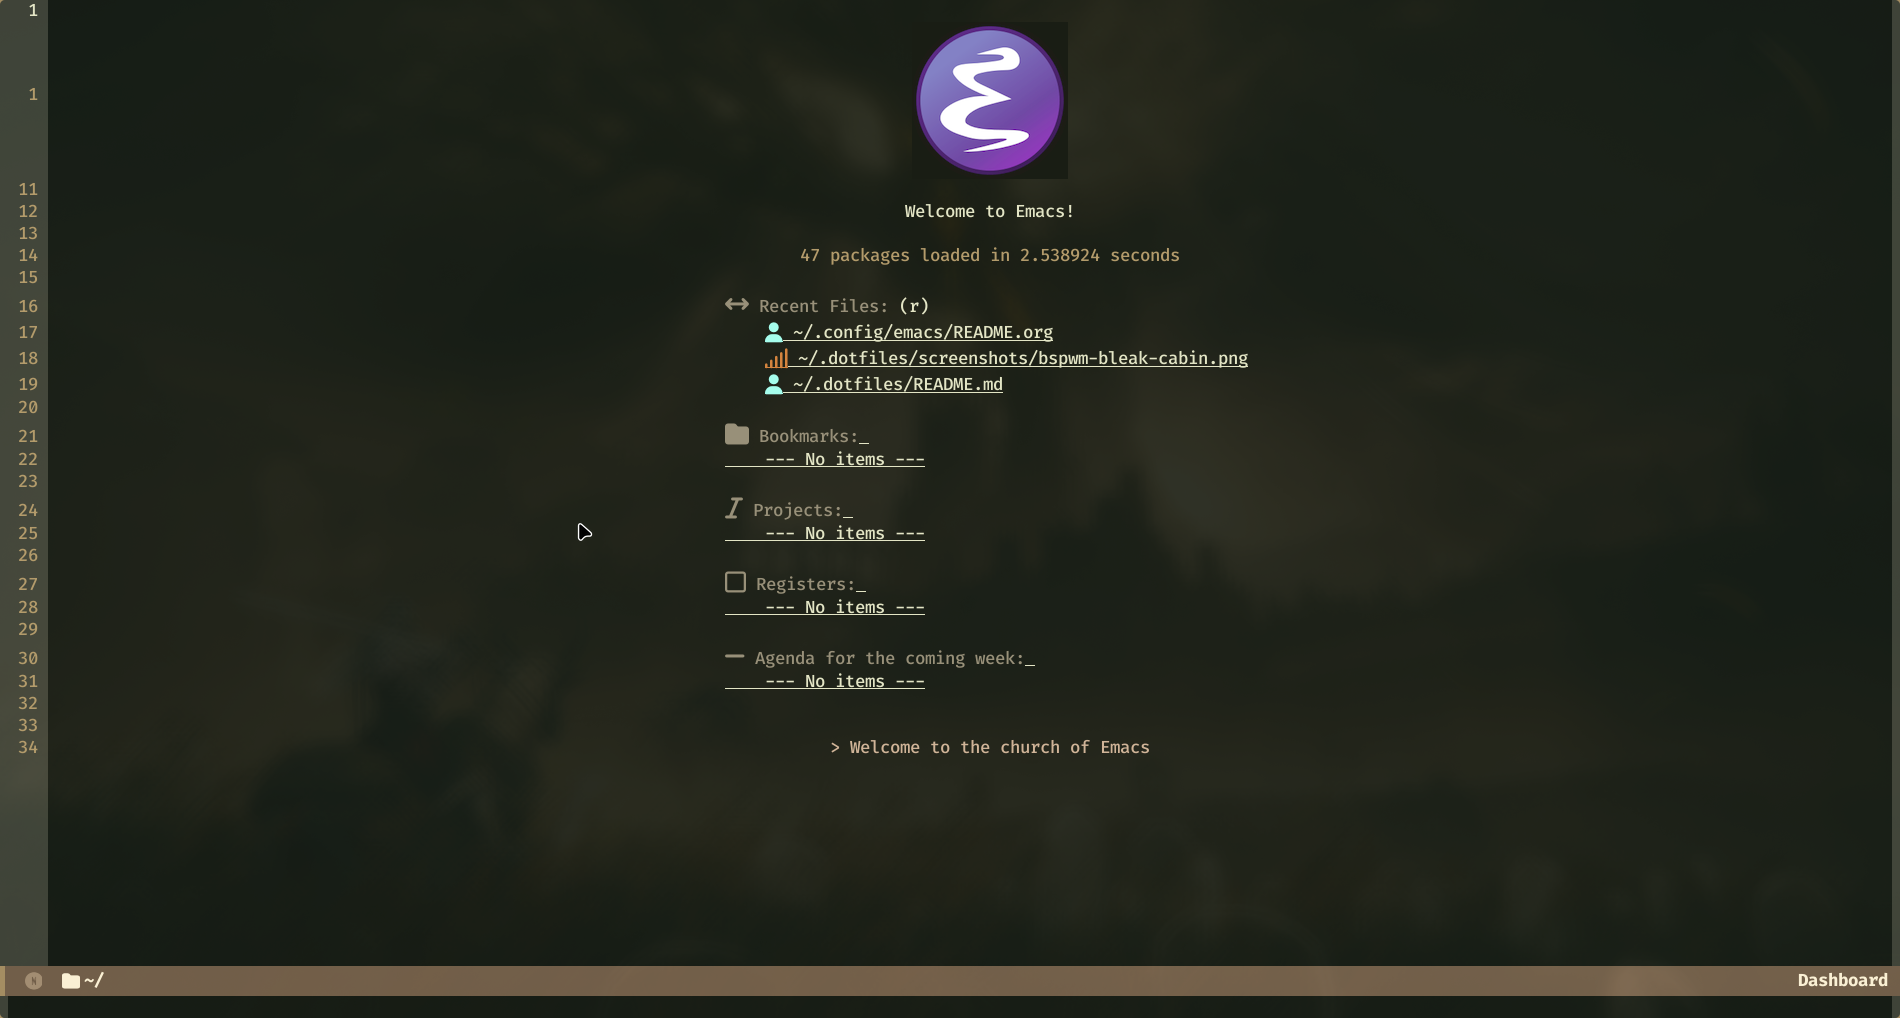 1
1
11
12 Welcome to Emacs!
13
14 47 packages loaded in 2.538924 seconds
15
16 Recent Files: (r)
17 ~/.config/emacs/README.org
18 ~/.dotfiles/screenshots/bspwm-bleak-cabin.png
19 ~/.dotfiles/README.md
20
21 Bookmarks:_
22 --- No items ---
23
24 Projects:_
25 --- No items ---
26
27 Registers:_
28 --- No items ---
29
30 Agenda for the coming week:_
31 --- No items ---
32
33
34 > Welcome to the church of Emacs
N ~/ Dashboard